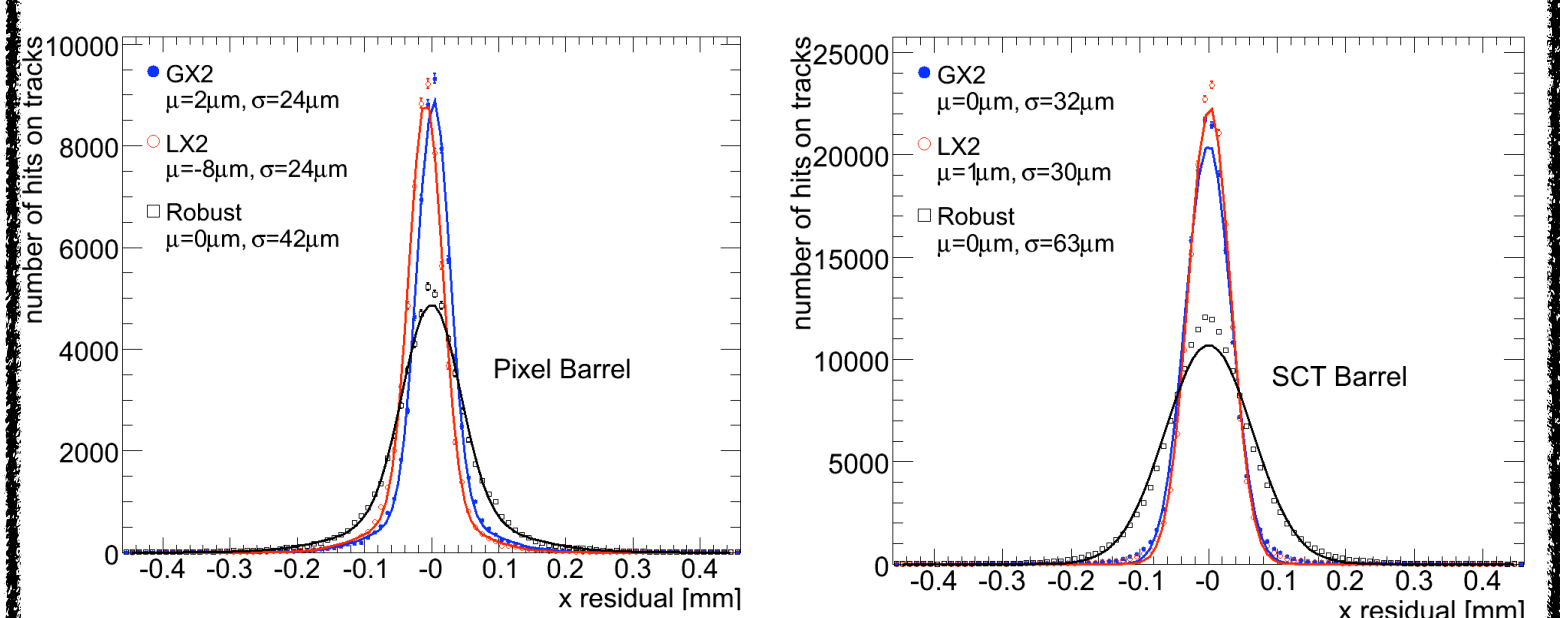 number of hits on tracks
10000
8000
6000
4000
2000
0
GX2
μ=2μm, σ=24μm
LX2
μ=-8μm, σ=24μm
Robust
μ=0μm, σ=42μm
Pixel Barrel
-0.4 -0.3 -0.2 -0.1 -0 0.1 0.2 0.3 0.4
x residual [mm]
number of hits on tracks
25000
20000
15000
10000
5000
0
GX2
μ=0μm, σ=32μm
LX2
μ=1μm, σ=30μm
Robust
μ=0μm, σ=63μm
SCT Barrel
-0.4 -0.3 -0.2 -0.1 -0 0.1 0.2 0.3 0.4
x residual [mm]